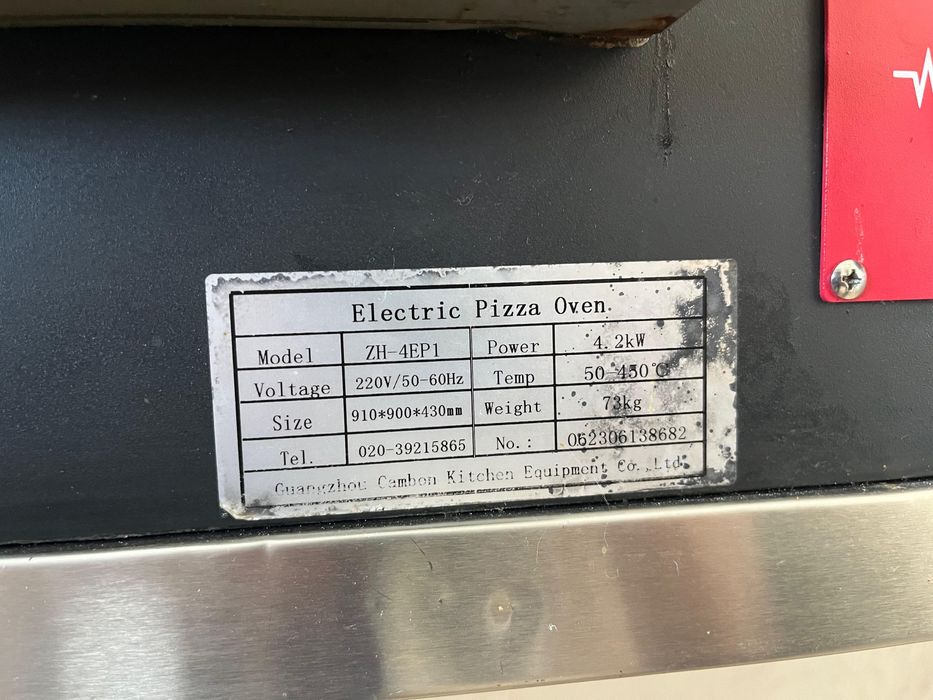 Electric Pizza Oven
Model ZH-4EP1 Power 4.2kW
Voltage 220V/50-60Hz Temp 50-450℃
Size 910*900*430mm Weight 73kg
Tel. 020-39215865 No.: 062306138682
Guangzhou Cambon Kitchen Equipment Co.,Ltd